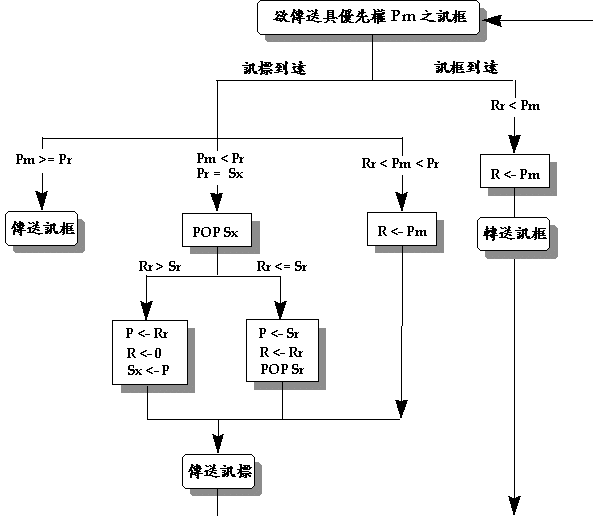 欲傳送具優先權 Pm 之訊框
訊標到達
訊框到達
Rr < Pm
Pm >= Pr
Pm < Pr
Pr = Sx
Rr < Pm < Pr
R <- Pm
傳送訊框
POP Sx
R <- Pm
轉送訊框
Rr > Sr
Rr <= Sr
P <- Rr
R <- 0
Sx <- P
P <- Sr
R <- Rr
POP Sr
傳送訊標